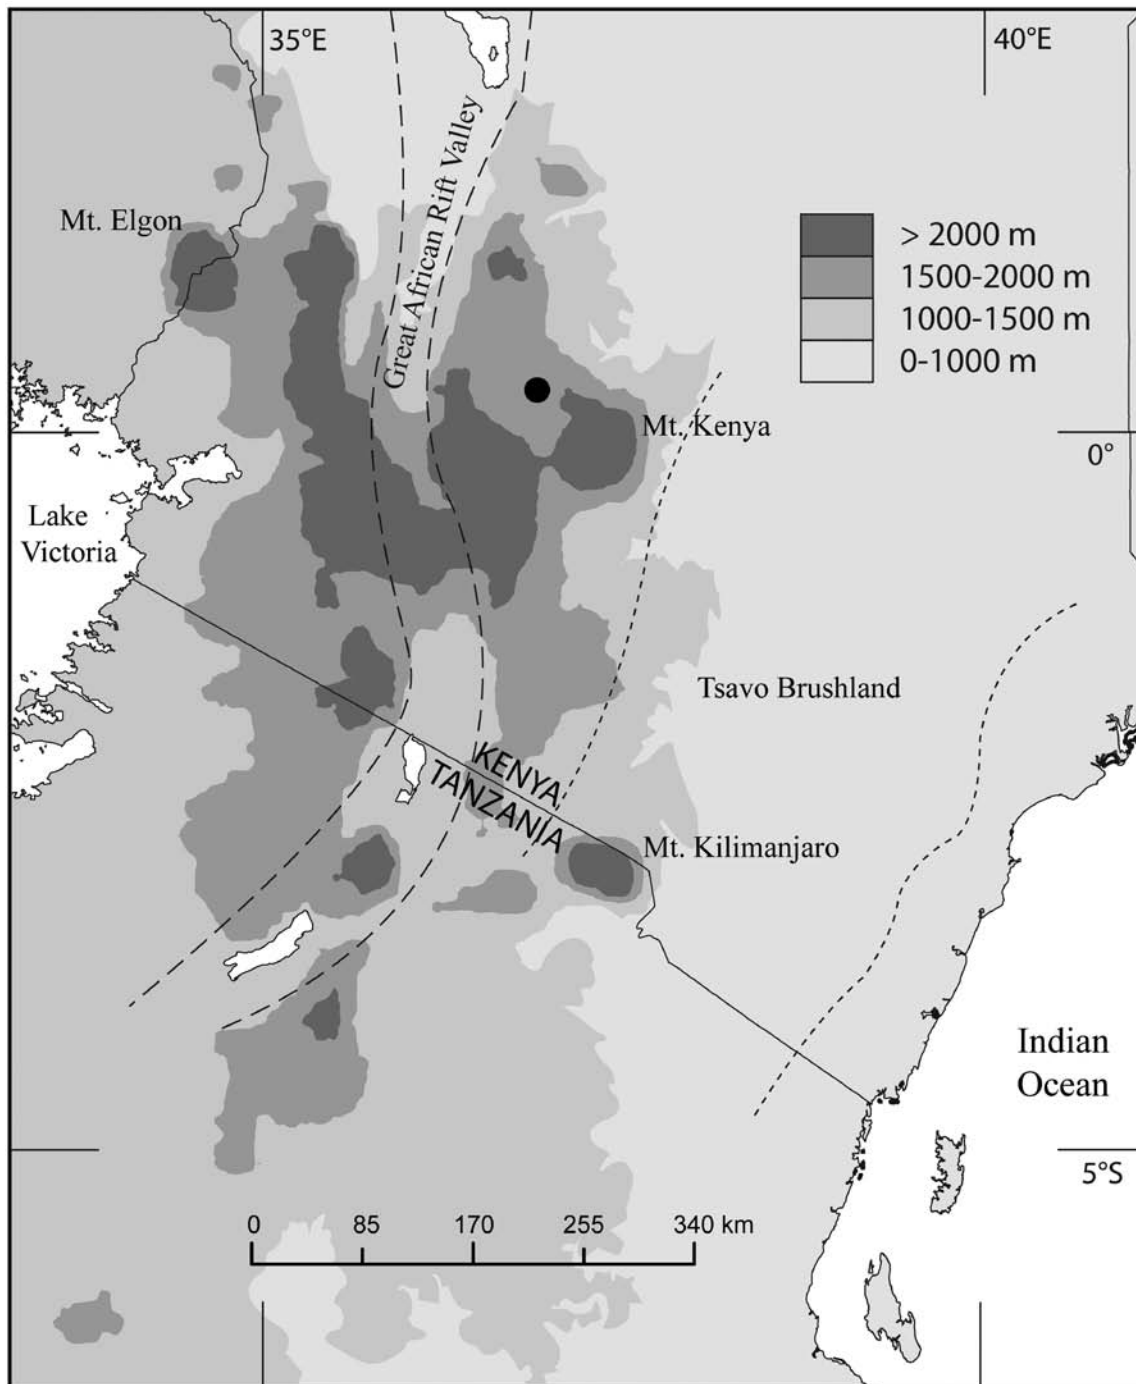 35°E
40°E
Great African Rift Valley
Mt. Elgon
> 2000 m
1500-2000 m
1000-1500 m
0-1000 m
Mt. Kenya
0°
Lake
Victoria
Tsavo Brushland
KENYA
TANZANIA
Mt. Kilimanjaro
Indian
Ocean
5°S
0 85 170 255 340 km